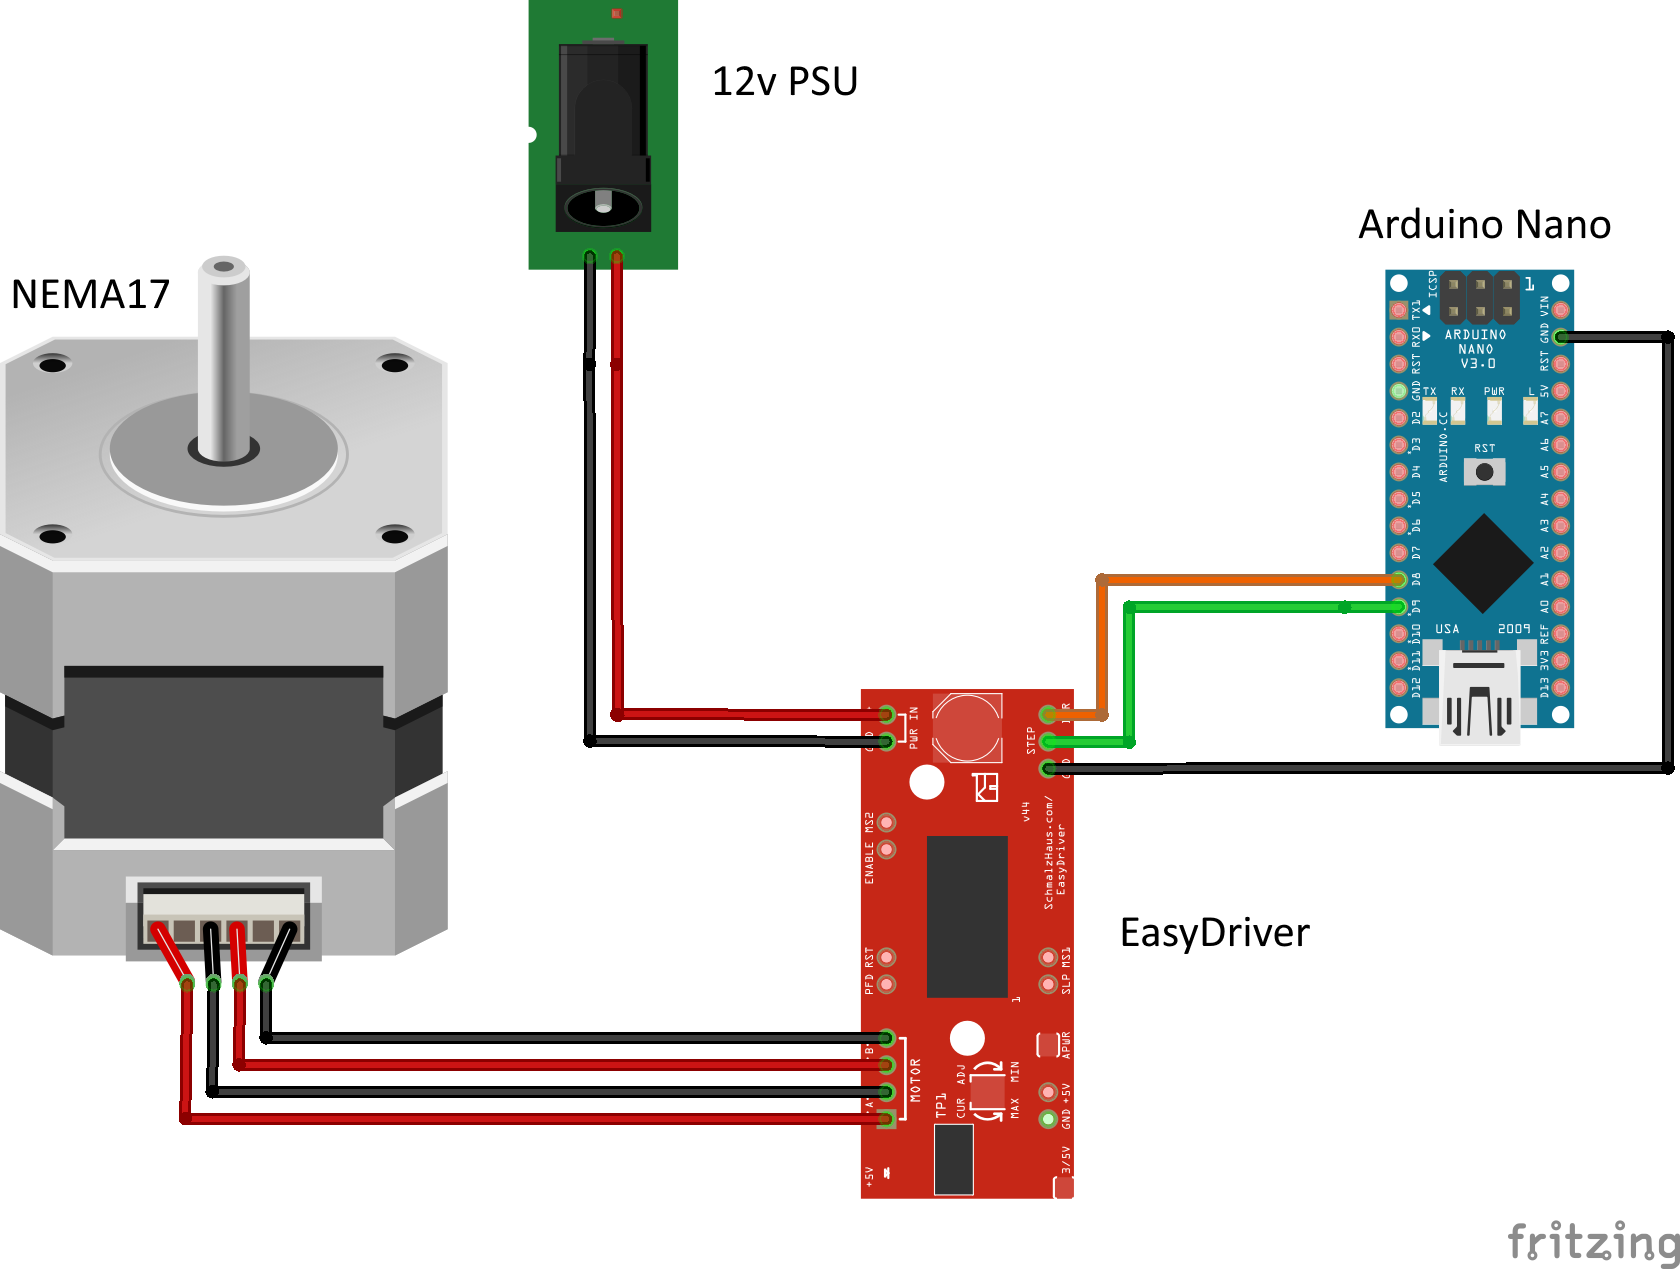 12v PSU
Arduino Nano
NEMA17
EasyDriver
ICSP
1
ARDUINO
NANO
V3.0
TX RX PWR L
RST
ARDUINO.CC
USA 2009
TX1
RX0
RST
GND
D2
D3
D4
D5
D6
D7
D8
D9
D10
D11
D12
VIN
GND
RST
5V
A7
A6
A5
A4
A3
A2
A1
A0
REF
3V3
D13
PWR IN
STEP
v44
SchmalzHaus.com/
EasyDriver
MS2
ENABLE
RST
PFD
MS1
SLP
1
B
A
MOTOR
APWR
+5V
GND
ADJ
CUR
MIN
MAX
TP1
+5V
3/5V
fritzing